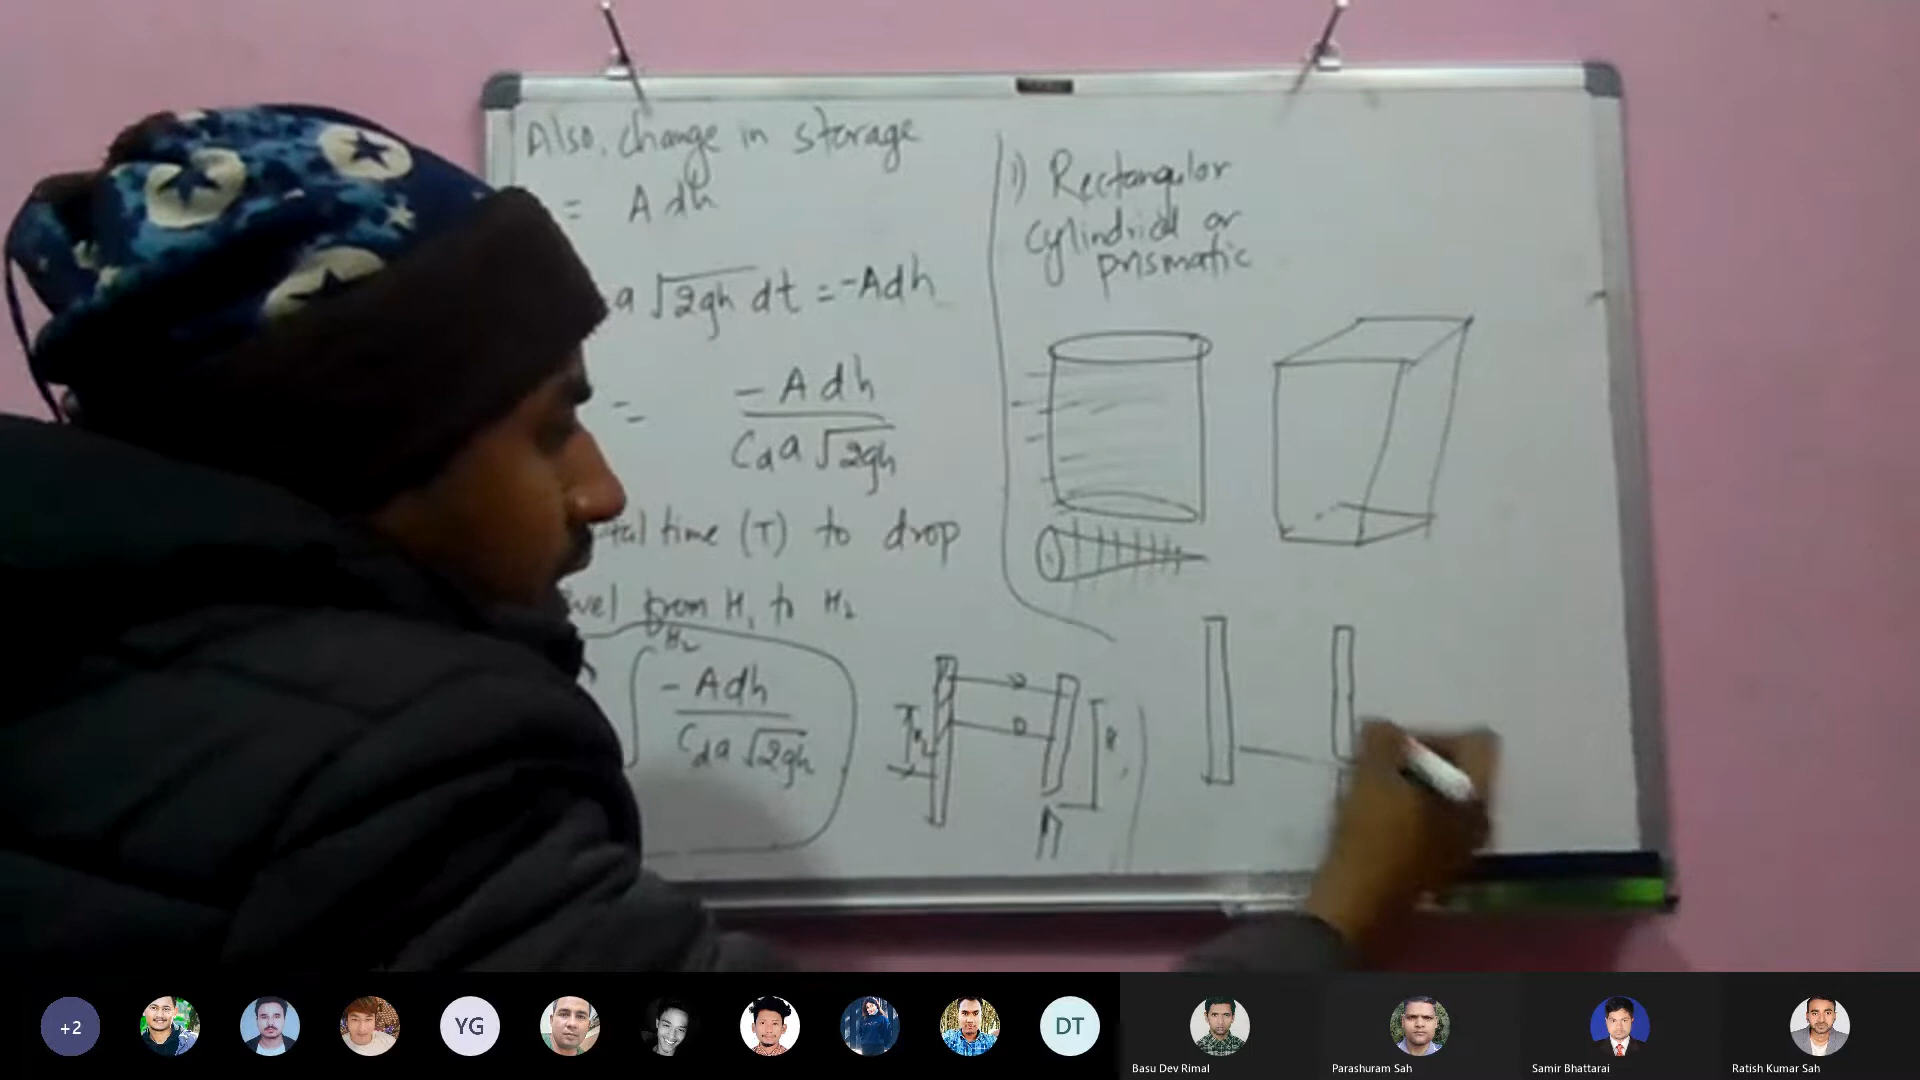 Also, change in storage
= Adh
a √2gh dt = -Adh
= -Adh / Cd a √2gh
time (T) to drop
from H1 to H2
H2
∫ -Adh / Cd a √2gh
1) Rectangular
Cylindrical or
prismatic
+2
YG
DT
Basu Dev Rimal
Parashuram Sah
Samir Bhattarai
Ratish Kumar Sah